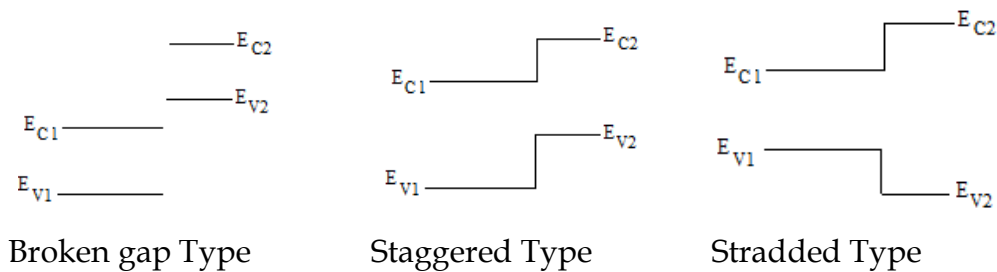 E_C2
E_V2
E_C1
E_V1
Broken gap Type
E_C2
E_C1
E_V2
E_V1
Staggered Type
E_C2
E_C1
E_V1
E_V2
Stradded Type